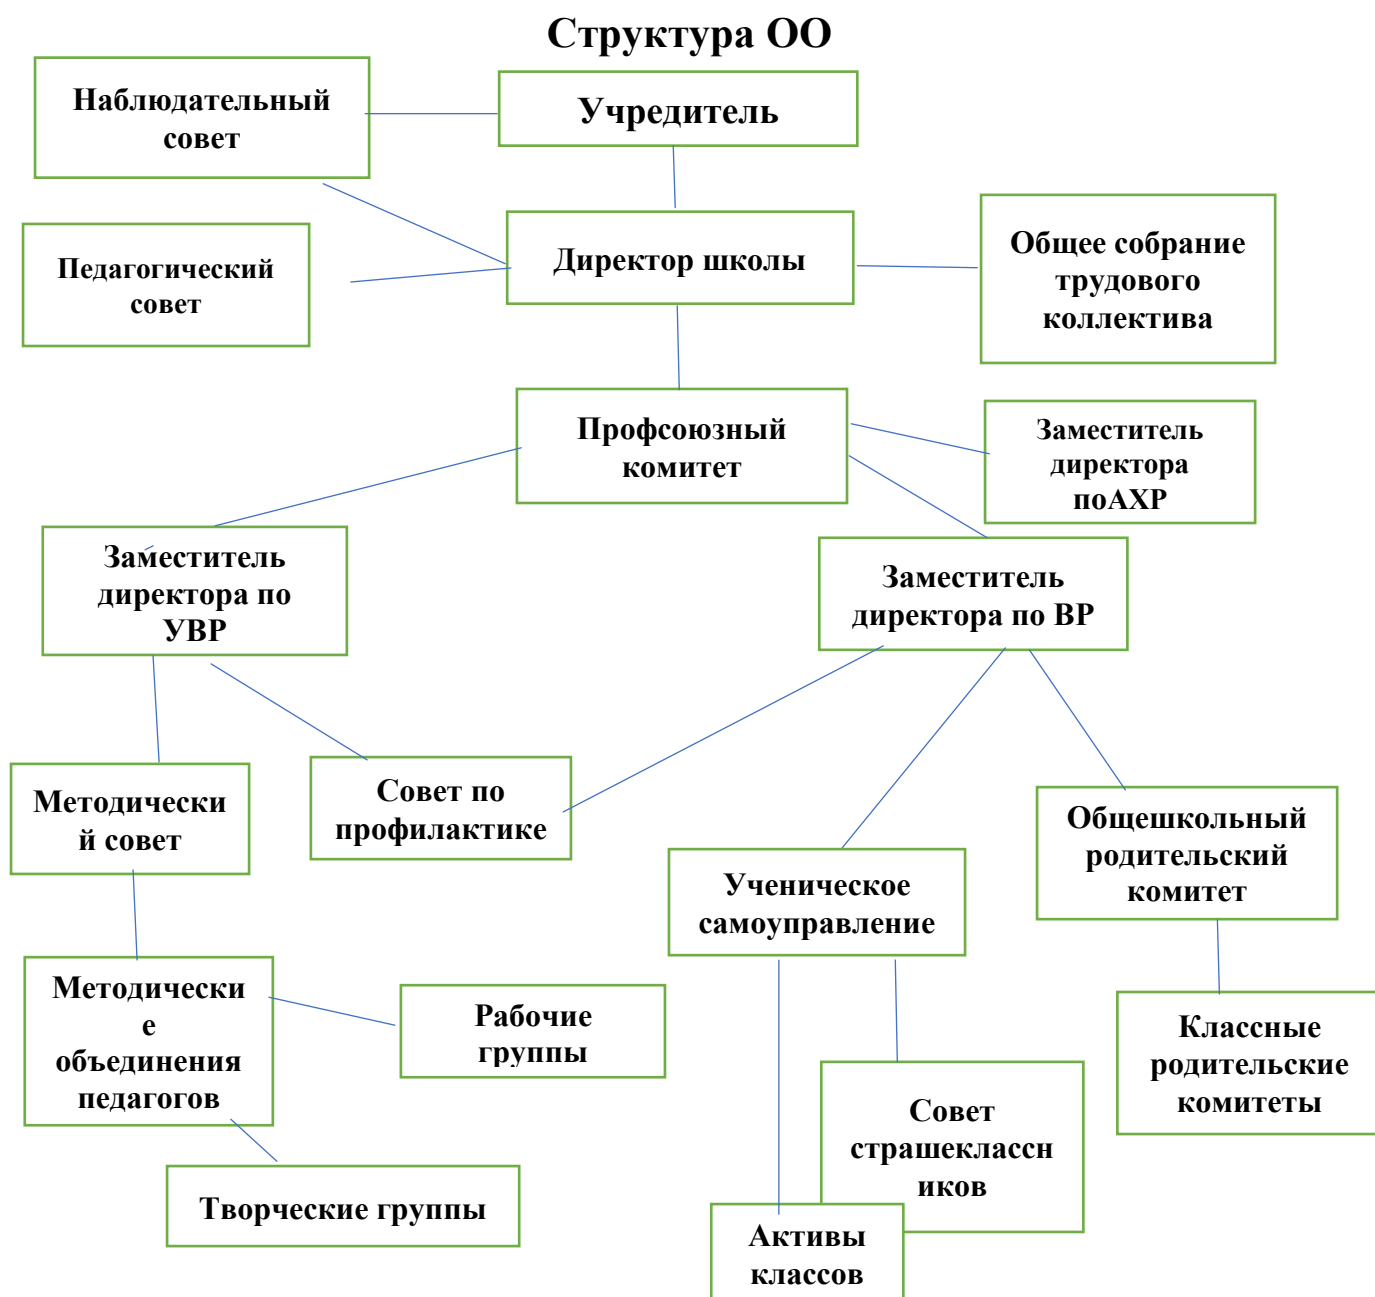 Структура ОО
Наблюдательный
совет
Учредитель
Педагогический
совет
Директор школы
Общее собрание
трудового
коллектива
Профсоюзный
комитет
Заместитель
директора
поАХР
Заместитель
директора по
УВР
Заместитель
директора по ВР
Методически
й совет
Совет по
профилактике
Общешкольный
родительский
комитет
Ученическое
самоуправление
Методически
е
объединения
педагогов
Рабочие
группы
Классные
родительские
комитеты
Совет
страшеклассн
иков
Творческие группы
Активы
классов